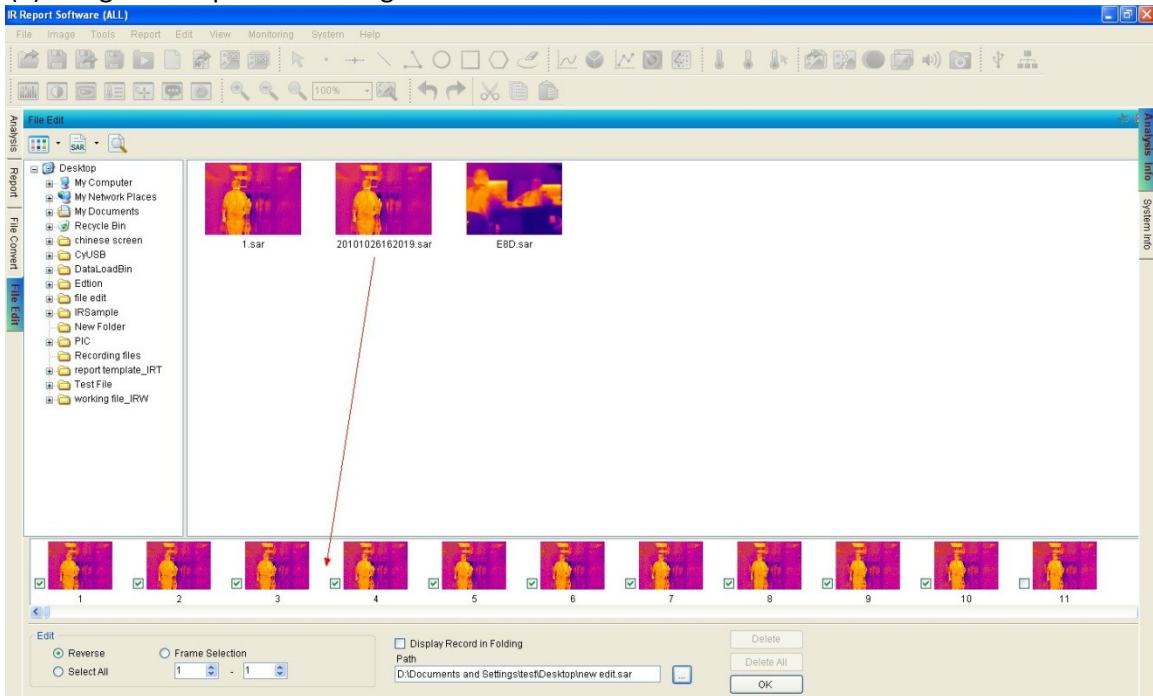 IR Report Software (ALL)
File Image Tools Report Edit View Monitoring System Help
100%
File Edit
SAR
Analysis
Report
File Convert
File Edit
Desktop
My Computer
My Network Places
My Documents
Recycle Bin
chinese screen
CyUSB
DataLoadBin
Edtion
file edit
IRSample
New Folder
PIC
Recording files
report template_IRT
Test File
working file_IRW
1.sar 20101026162019.sar E8D.sar
Analysis Info
System Info
1 2 3 4 5 6 7 8 9 10 11
Edit
Reverse Frame Selection
Select All 1 - 1
Display Record in Folding
Path
D:\Documents and Settings\test\Desktop\new edit.sar ...
Delete
Delete All
OK